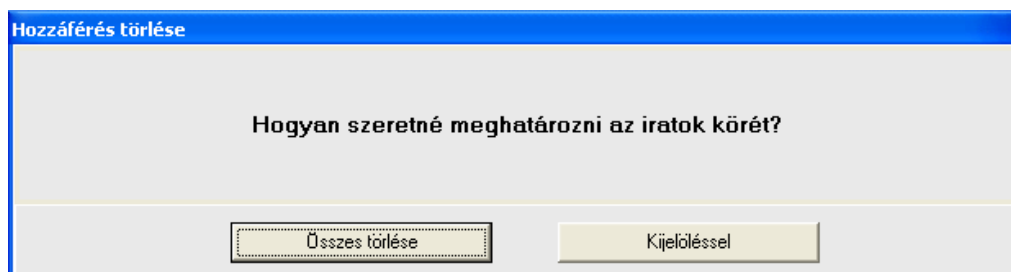 Hozzáférés törlése
Hogyan szeretné meghatározni az iratok körét?
Összes törlése
Kijelöléssel